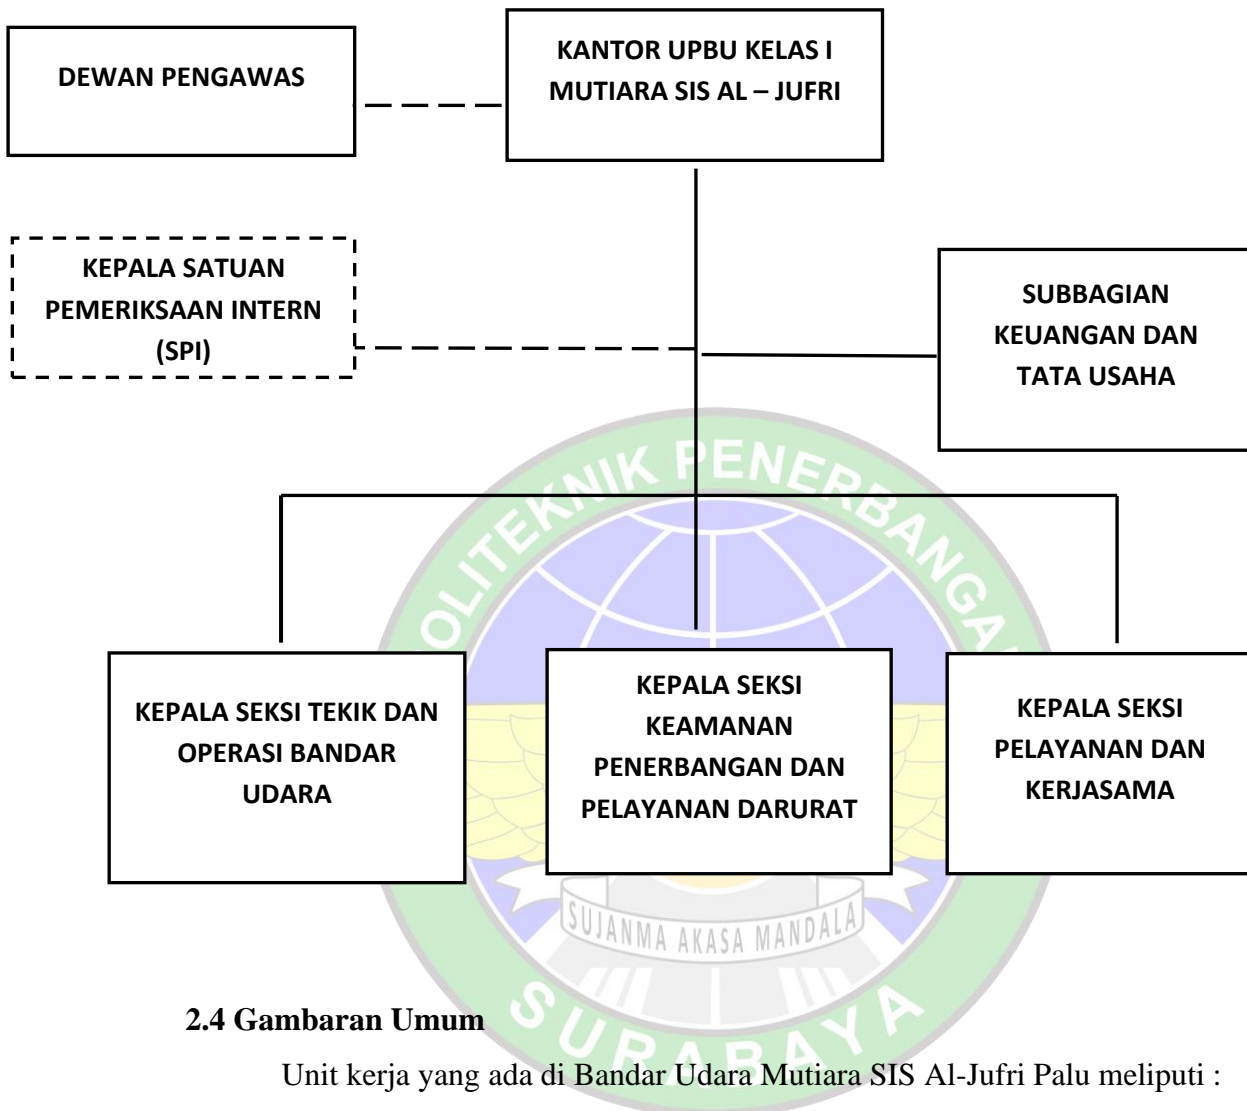 DEWAN PENGAWAS
KANTOR UPBU KELAS I
MUTIARA SIS AL – JUFRI
KEPALA SATUAN
PEMERIKSAAN INTERN
(SPI)
SUBBAGIAN
KEUANGAN DAN
TATA USAHA
KEPALA SEKSI TEKIK DAN
OPERASI BANDAR
UDARA
KEPALA SEKSI
KEAMANAN
PENERBANGAN DAN
PELAYANAN DARURAT
KEPALA SEKSI
PELAYANAN DAN
KERJASAMA
OLITEKNIK PENERBANGA
SUJANMA AKASA MANDALA
SURABAYA
2.4 Gambaran Umum
Unit kerja yang ada di Bandar Udara Mutiara SIS Al-Jufri Palu meliputi :